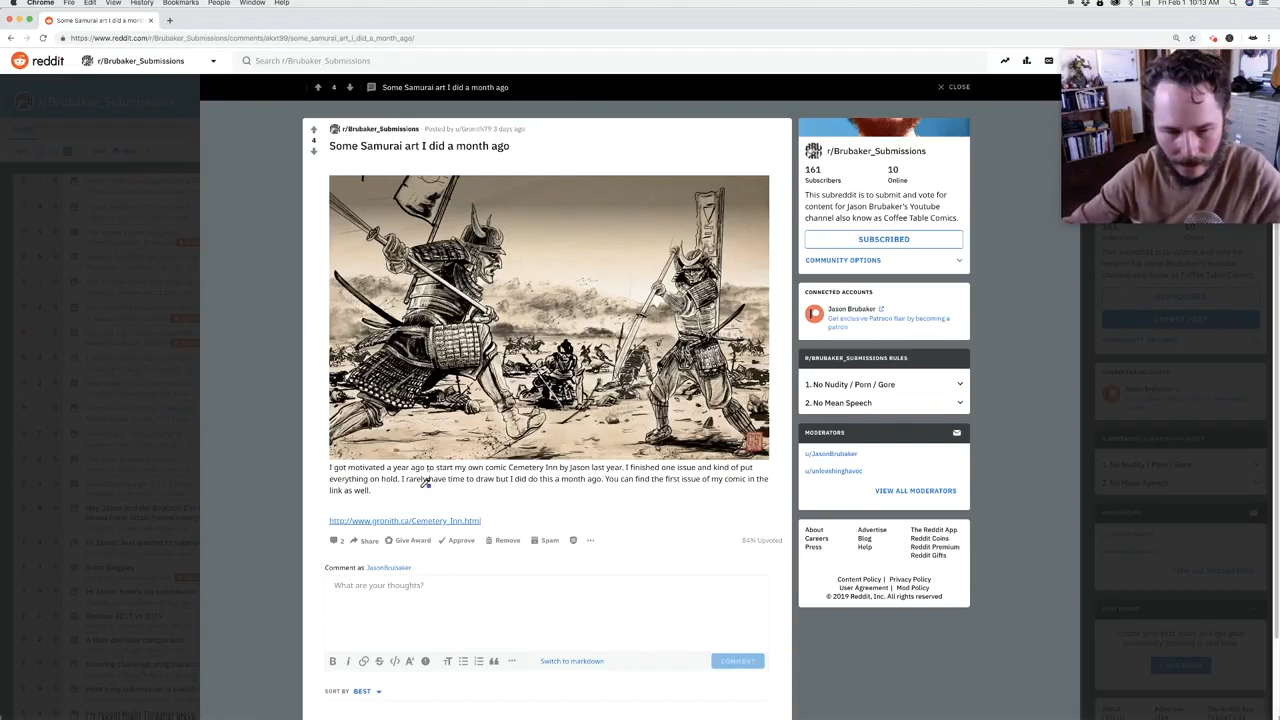 Chrome File Edit View History Bookmarks People Window Help
Fri Feb 1 10:13 AM
Some Samurai art I did a mont
https://www.reddit.com/r/Brubaker_Submissions/comments/akxt99/some_samurai_art_i_did_a_month_ago/
reddit r/Brubaker_Submissions Search r/Brubaker_Submissions
4 Some Samurai art I did a month ago CLOSE
r/Brubaker_Submissions · Posted by u/Gronith79 3 days ago
4
Some Samurai art I did a month ago
I got motivated a year ago to start my own comic Cemetery Inn by Jason last year. I finished one issue and kind of put
everything on hold. I rarely have time to draw but I did do this a month ago. You can find the first issue of my comic in the
link as well.
http://www.gronith.ca/Cemetery_Inn.html
2 Share Give Award Approve Remove Spam
84% Upvoted
Comment as JasonBrubaker
What are your thoughts?
Switch to markdown
COMMENT
SORT BY BEST
r/Brubaker_Submissions
161 10
Subscribers Online
This subreddit is to submit and vote for
content for Jason Brubaker's Youtube
channel also know as Coffee Table Comics.
SUBSCRIBED
COMMUNITY OPTIONS
CONNECTED ACCOUNTS
Jason Brubaker
Get exclusive Patreon flair by becoming a
patron
R/BRUBAKER_SUBMISSIONS RULES
1. No Nudity / Porn / Gore
2. No Mean Speech
MODERATORS
u/JasonBrubaker
u/unleashinghavoc
VIEW ALL MODERATORS
About Advertise The Reddit App
Careers Blog Reddit Coins
Press Help Reddit Premium
Reddit Gifts
Content Policy | Privacy Policy
User Agreement | Mod Policy
© 2019 Reddit, Inc. All rights reserved